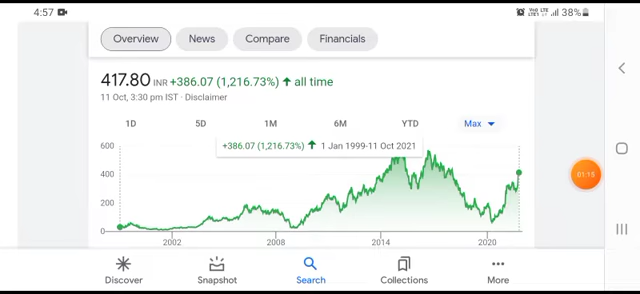 4:57 38%
Overview News Compare Financials
417.80 INR +386.07 (1,216.73%) ↑ all time
11 Oct, 3:30 pm IST · Disclaimer
1D 5D 1M 6M YTD Max
+386.07 (1,216.73%) ↑ 1 Jan 1999-11 Oct 2021
600
400
200
0
2002 2008 2014 2020
01:15
Discover Snapshot Search Collections More